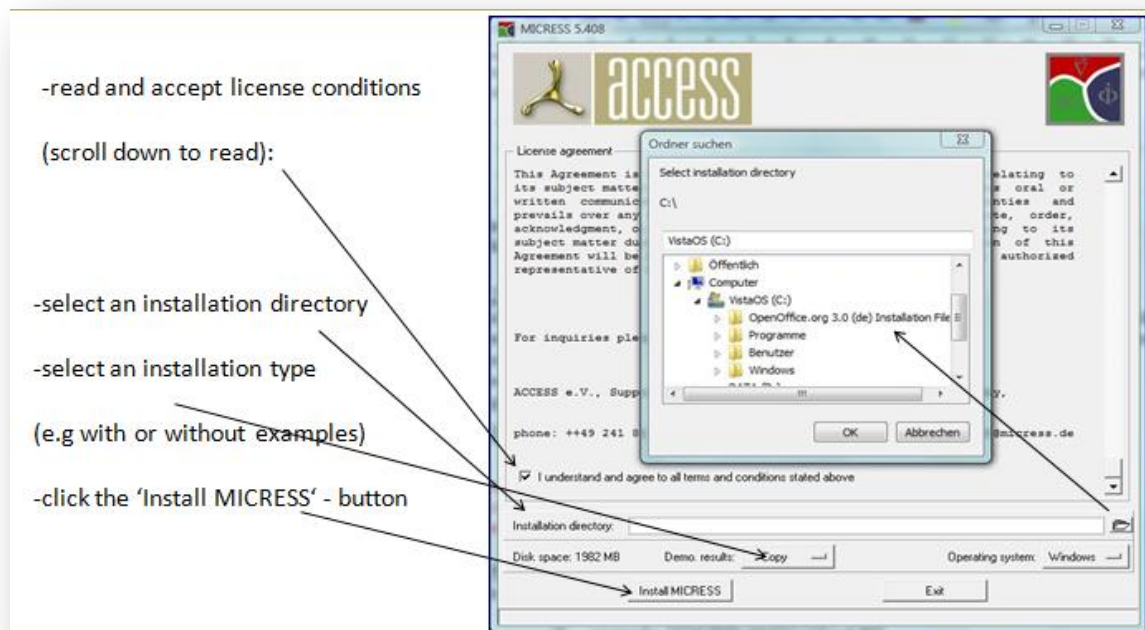 -read and accept license conditions
(scroll down to read):
-select an installation directory
-select an installation type
(e.g with or without examples)
-click the ‘Install MICRESS‘ - button
MICRESS 5.408
access
License agreement
This Agreement is elating to
its subject matte s oral or
written communic nties and
prevails over any te, order,
acknowledgment, o ng to its
subject matter du n of this
Agreement will be authorized
representative of
For inquiries ple
ACCESS e.V., Supp y,
phone: ++49 241 8 @micress.de
Ordner suchen
Select installation directory
C:\
VistaOS (C:)
Öffentlich
Computer
VistaOS (C:)
OpenOffice.org 3.0 (de) Installation File
Programme
Benutzer
Windows
OK Abbrechen
I understand and agree to all terms and conditions stated above
Installation directory:
Disk space: 1982 MB Demo. results: Copy Operating system: Windows
Install MICRESS Exit